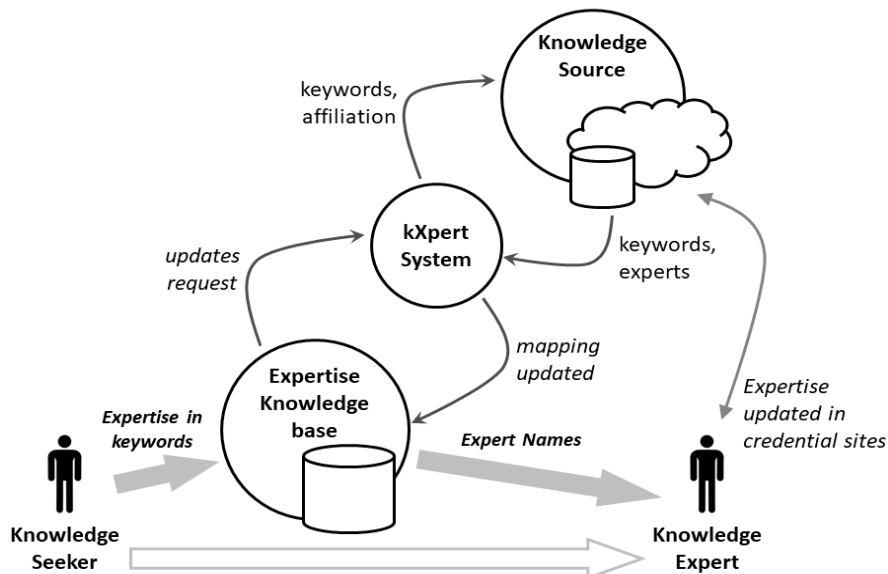 Knowledge
Source
keywords,
affiliation
kXpert
System
keywords,
experts
updates
request
mapping
updated
Expertise
Knowledge
base
Expertise in
keywords
Expert Names
Expertise
updated in
credential sites
Knowledge
Seeker
Knowledge
Expert